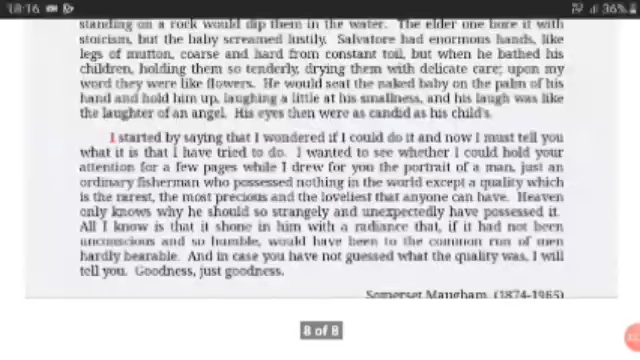 18:16
36%
standing on a rock would dip them in the water. The elder one bore it with
stoicism, but the baby screamed lustily. Salvatore had enormous hands, like
legs of mutton, coarse and hard from constant toil, but when he bathed his
children, holding them so tenderly, drying them with delicate care; upon my
word they were like flowers. He would seat the naked baby on the palm of his
hand and hold him up, laughing a little at his smallness, and his laugh was like
the laughter of an angel. His eyes then were as candid as his child's.
I started by saying that I wondered if I could do it and now I must tell you
what it is that I have tried to do. I wanted to see whether I could hold your
attention for a few pages while I drew for you the portrait of a man, just an
ordinary fisherman who possessed nothing in the world except a quality which
is the rarest, the most precious and the loveliest that anyone can have. Heaven
only knows why he should so strangely and unexpectedly have possessed it.
All I know is that it shone in him with a radiance that, if it had not been
unconscious and so humble, would have been to the common run of men
hardly bearable. And in case you have not guessed what the quality was, I will
tell you. Goodness, just goodness.
Somerset Maugham (1874-1965)
8 of 8